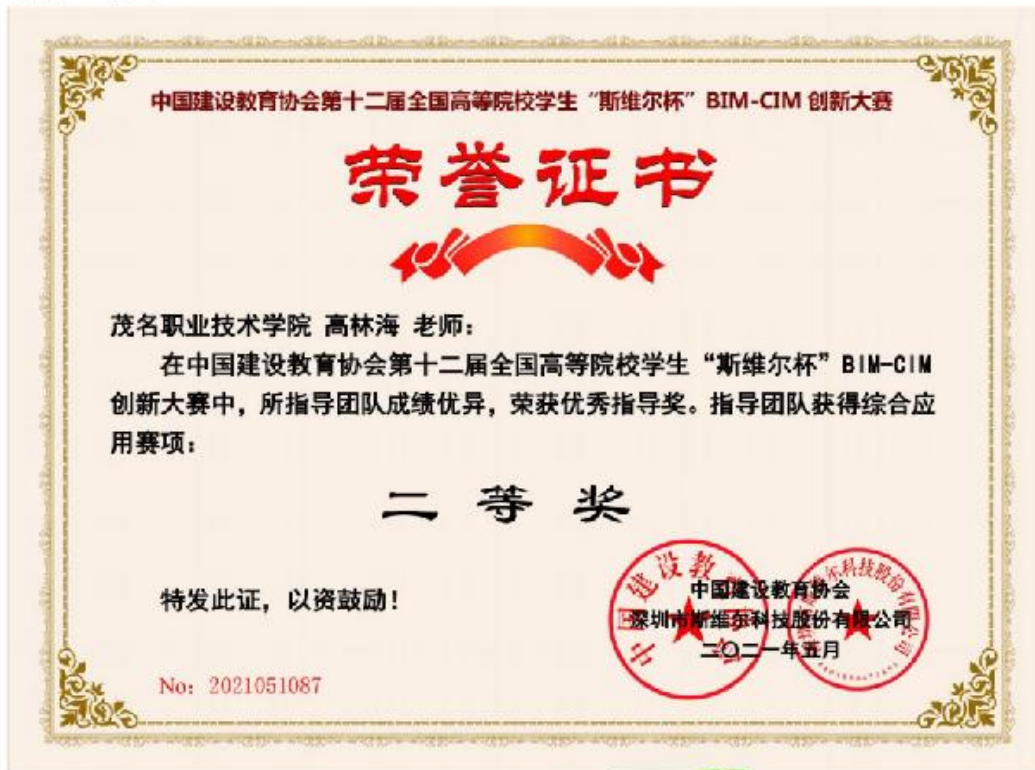 中国建设教育协会第十二届全国高等院校学生“斯维尔杯”BIM-CIM 创新大赛
荣誉证书
茂名职业技术学院 高林海 老师：
在中国建设教育协会第十二届全国高等院校学生“斯维尔杯”BIM-CIM
创新大赛中，所指导团队成绩优异，荣获优秀指导奖。指导团队获得综合应
用赛项：
二等奖
特发此证，以资鼓励！
中国建设教育协会
深圳市斯维尔科技股份有限公司
二〇二一年五月
No: 2021051087